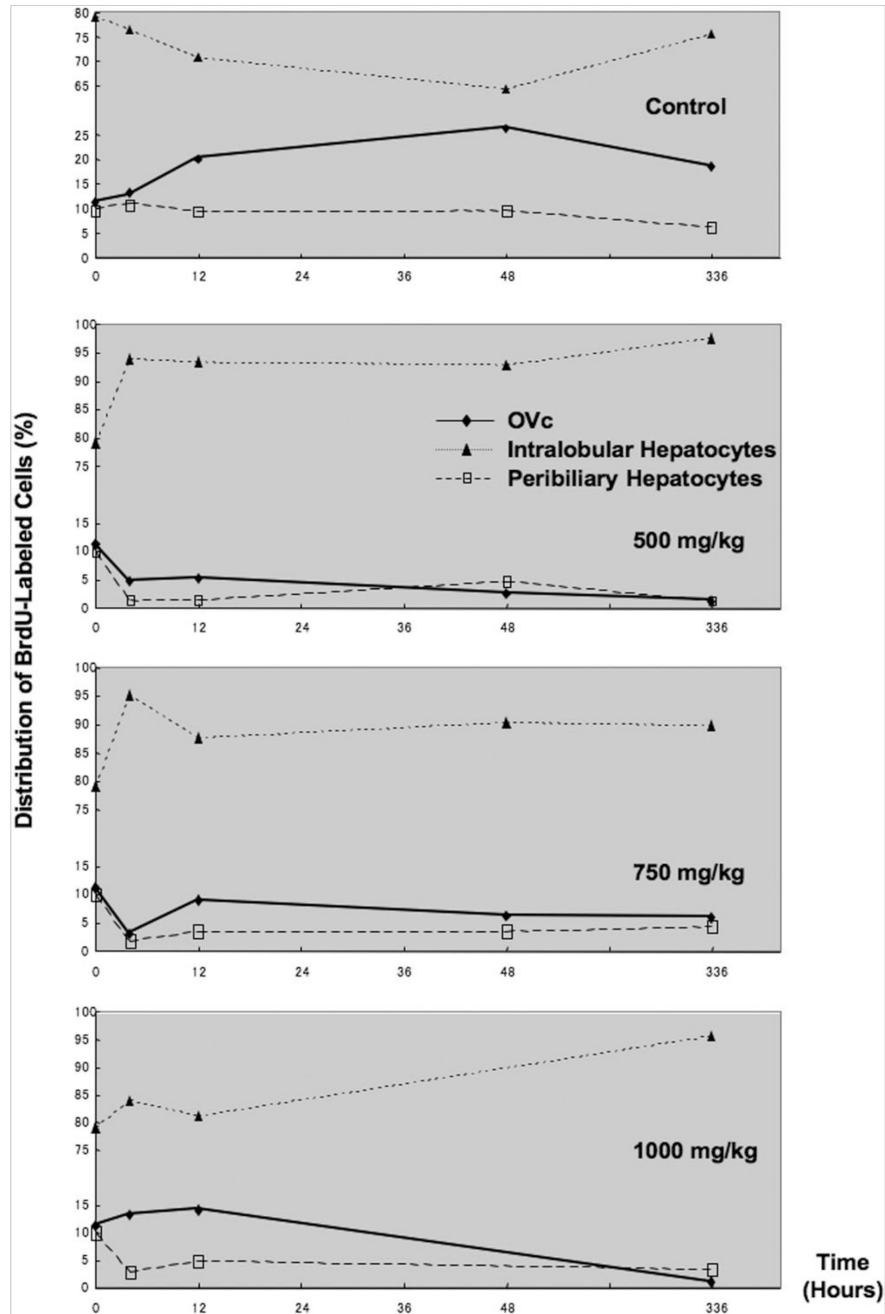 Distribution of BrdU-Labeled Cells (%)
80
75
70
65
25
20
15
10
5
0
Control
0 12 24 36 48 336
100
95
90
85
80
75
15
10
5
0
OVc
Intralobular Hepatocytes
Peribiliary Hepatocytes
500 mg/kg
0 12 24 36 48 336
100
95
90
85
80
75
15
10
5
0
750 mg/kg
0 12 24 36 48 336
100
95
90
85
80
75
15
10
5
0
1000 mg/kg
0 12 24 36 48 336
Time
(Hours)